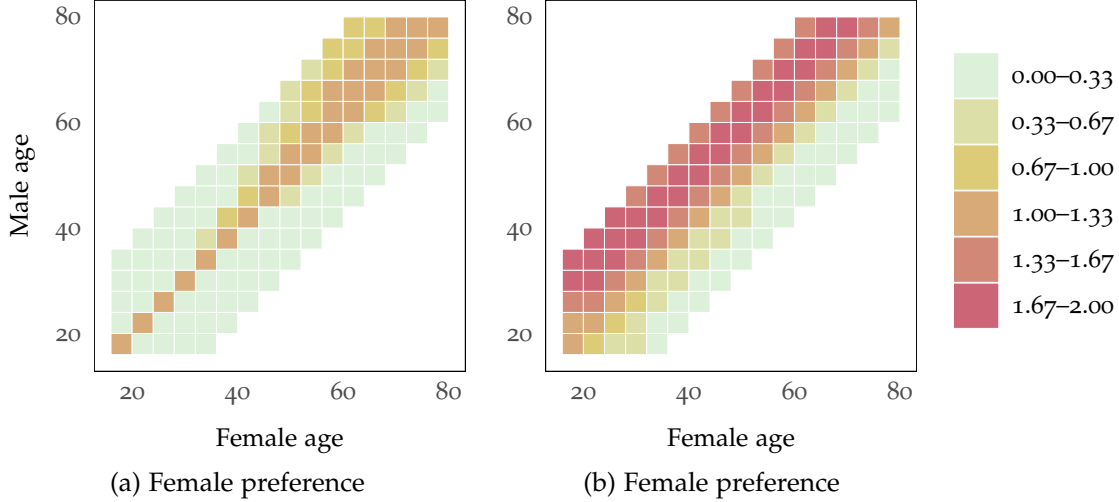 80
60
40
20
20 40 60 80
Male age
Female age
(a) Female preference
80
60
40
20
20 40 60 80
Female age
(b) Female preference
0.00–0.33
0.33–0.67
0.67–1.00
1.00–1.33
1.33–1.67
1.67–2.00